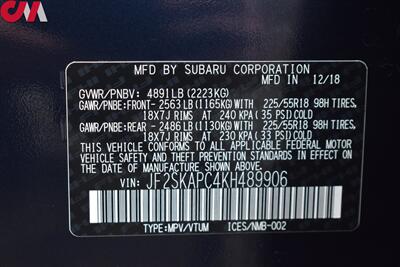 MFD BY SUBARU CORPORATION
MFD IN 12/18
GVWR/PNBV: 4891LB (2223KG)
GAWR/PNBE: FRONT- 2563 LB (1165KG)WITH 225/55R18 98H TIRES,
18X7J RIMS AT 240 KPA (35 PSI)COLD
GAWR/PNBE: REAR - 2486 LB (1130KG)WITH 225/55R18 98H TIRES,
18X7J RIMS AT 230 KPA (33 PSI)COLD
THIS VEHICLE CONFORMS TO ALL APPLICABLE FEDERAL MOTOR
VEHICLE SAFETY AND BUMPER STANDARDS IN EFFECT ON
THE DATE OF MANUFACTURE SHOWN ABOVE.
VIN: JF2SKAPC4KH489906
TYPE:MPV/VTUM ICES/NMB-002